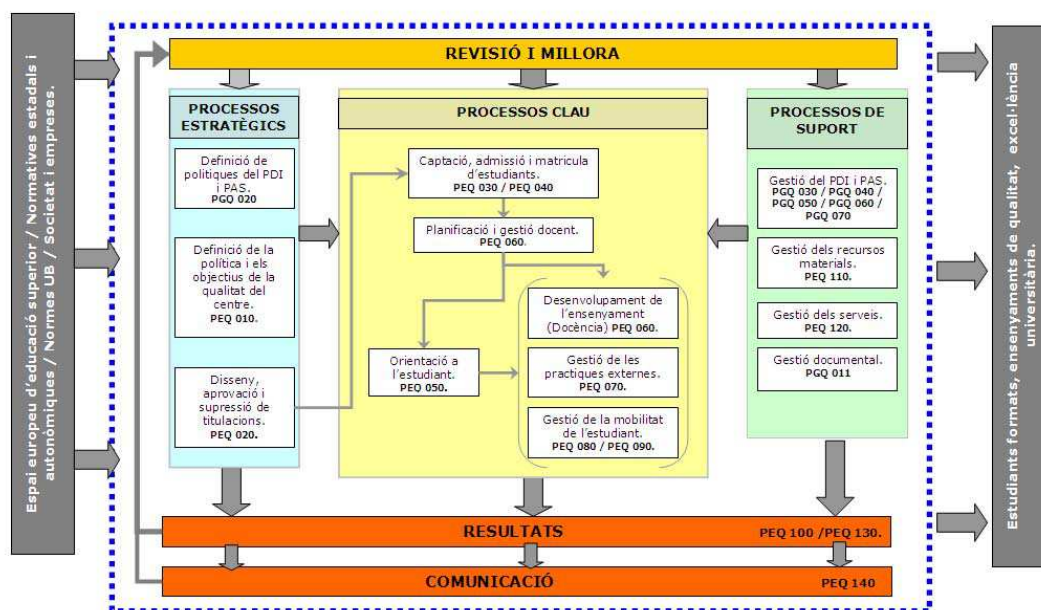 Espai europeu d'educació superior / Normatives estadals i
autonòmiques / Normes UB / Societat i empreses.
REVISIÓ I MILLORA
PROCESSOS
ESTRATÈGICS
Definició de
politiques del PDI
i PAS.
PGQ 020
Definició de la
política i els
objectius de la
qualitat del
centre.
PEQ 010.
Disseny,
aprovació i
supressió de
titulacions.
PEQ 020.
PROCESSOS CLAU
Captació, admissió i matricula
d'estudiants.
PEQ 030 / PEQ 040
Planificació i gestió docent.
PEQ 060.
Desenvolupament de
l'ensenyament
(Docència) PEQ 060.
Orientació a
l'estudiant.
PEQ 050.
Gestió de les
practiques externes.
PEQ 070.
Gestió de la mobilitat
de l'estudiant.
PEQ 080 / PEQ 090.
PROCESSOS DE
SUPORT
Gestió del PDI i PAS.
PGQ 030 / PGQ 040 /
PGQ 050 / PGQ 060 /
PGQ 070
Gestió dels recursos
materials.
PEQ 110.
Gestió dels serveis.
PEQ 120.
Gestió documental.
PGQ 011
RESULTATS PEQ 100 /PEQ 130.
COMUNICACIÓ PEQ 140
Estudiants formats, ensenyaments de qualitat, excel·lència
universitària.